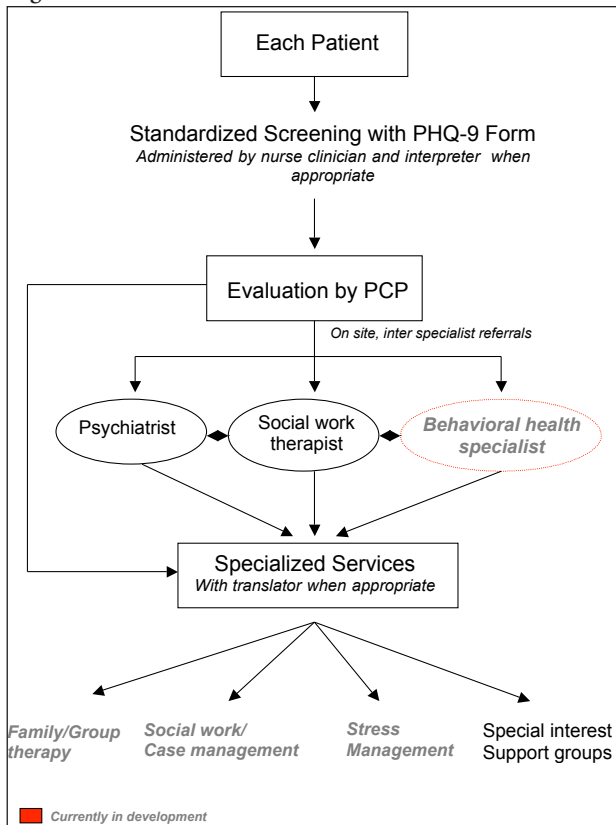 Each Patient
Standardized Screening with PHQ-9 Form
Administered by nurse clinician and interpreter when
appropriate
Evaluation by PCP
On site, inter specialist referrals
Psychiatrist
Social work
therapist
Behavioral health
specialist
Specialized Services
With translator when appropriate
Family/Group
therapy
Social work/
Case management
Stress
Management
Special interest
Support groups
Currently in development